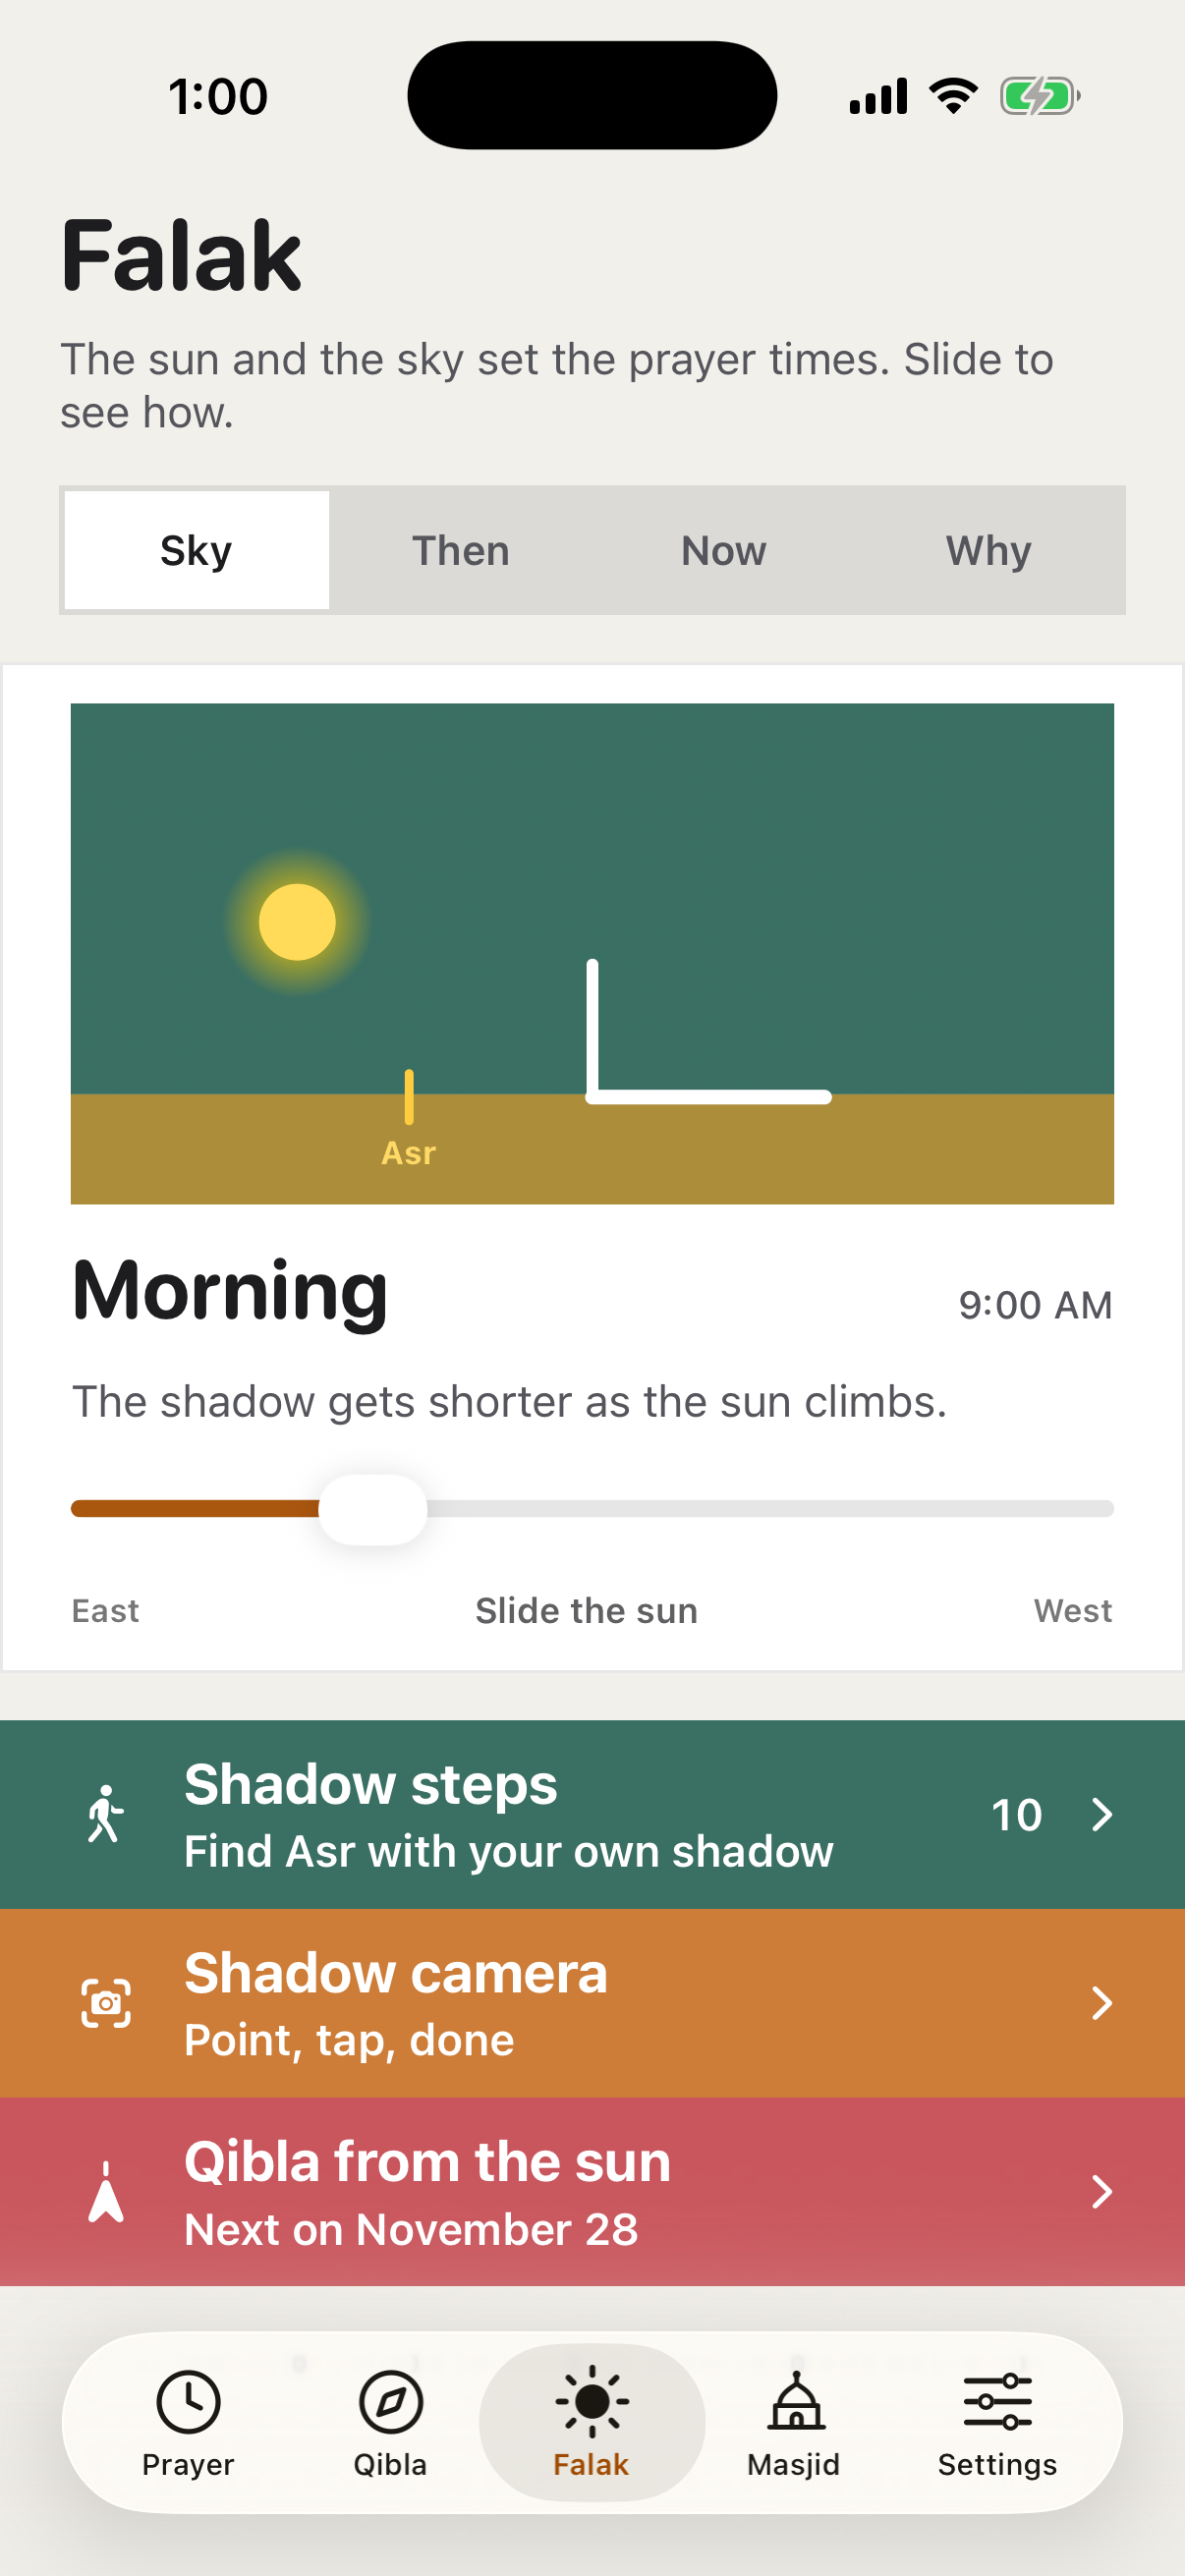 1:00
Falak
The sun and the sky set the prayer times. Slide to
see how.
Sky Then Now Why
Asr
Morning 9:00 AM
The shadow gets shorter as the sun climbs.
East Slide the sun West
Shadow steps
Find Asr with your own shadow
10
Shadow camera
Point, tap, done
Qibla from the sun
Next on November 28
Prayer Qibla Falak Masjid Settings